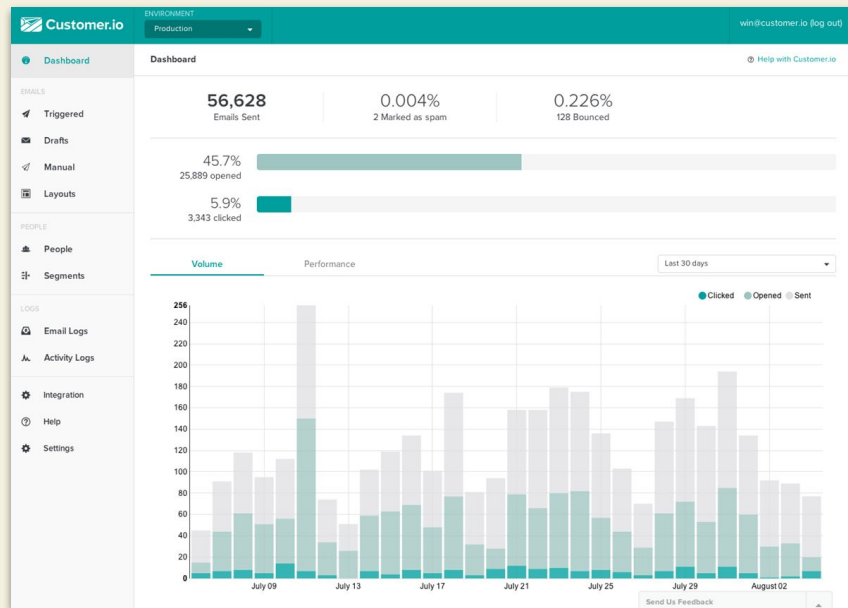 Customer.io
ENVIRONMENT
Production
win@customer.io (log out)
Dashboard
EMAILS
Triggered
Drafts
Manual
Layouts
PEOPLE
People
Segments
LOGS
Email Logs
Activity Logs
Integration
Help
Settings
Dashboard
Help with Customer.io
56,628
Emails Sent
0.004%
2 Marked as spam
0.226%
128 Bounced
45.7%
25,889 opened
5.9%
3,343 clicked
Volume
Performance
Last 30 days
Clicked Opened Sent
256
240
220
200
180
160
140
120
100
80
60
40
20
0
July 09 July 13 July 17 July 21 July 25 July 29 August 02
Send Us Feedback